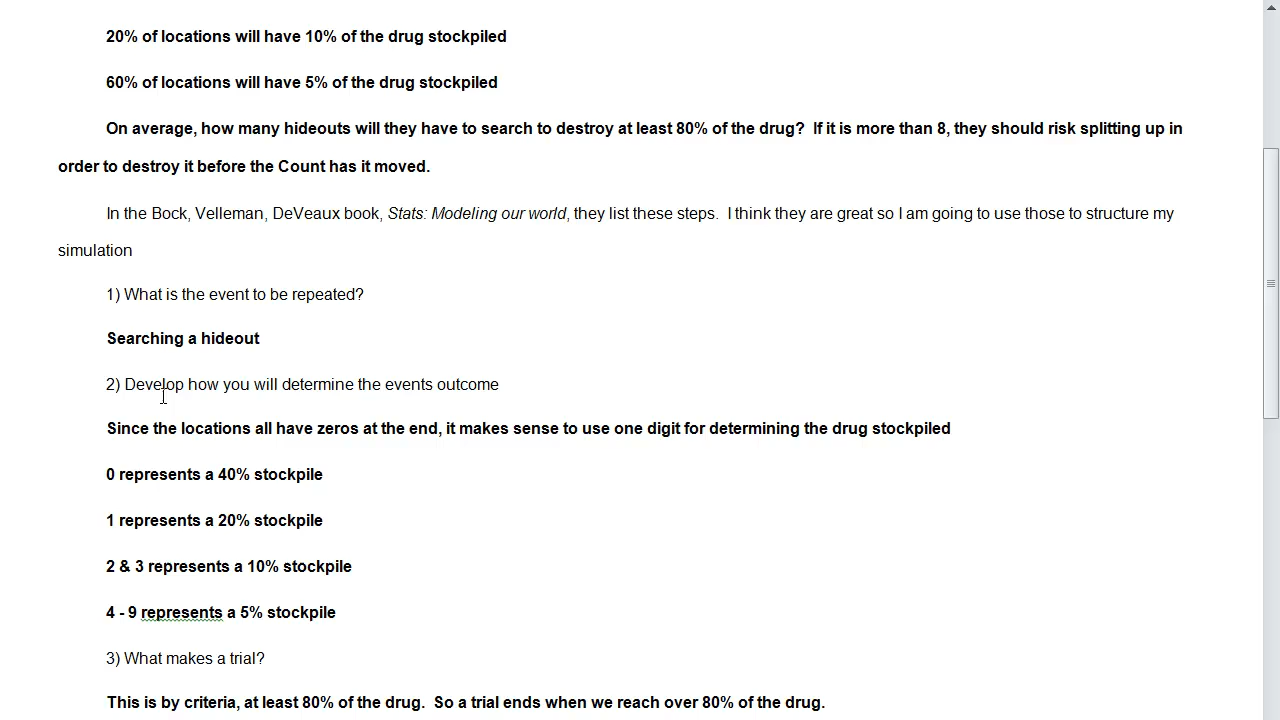 20% of locations will have 10% of the drug stockpiled
60% of locations will have 5% of the drug stockpiled
On average, how many hideouts will they have to search to destroy at least 80% of the drug?  If it is more than 8, they should risk splitting up in
order to destroy it before the Count has it moved.
In the Bock, Velleman, DeVeaux book, Stats: Modeling our world, they list these steps.  I think they are great so I am going to use those to structure my
simulation
1) What is the event to be repeated?
Searching a hideout
2) Develop how you will determine the events outcome
Since the locations all have zeros at the end, it makes sense to use one digit for determining the drug stockpiled
0 represents a 40% stockpile
1 represents a 20% stockpile
2 & 3 represents a 10% stockpile
4 - 9 represents a 5% stockpile
3) What makes a trial?
This is by criteria, at least 80% of the drug.  So a trial ends when we reach over 80% of the drug.